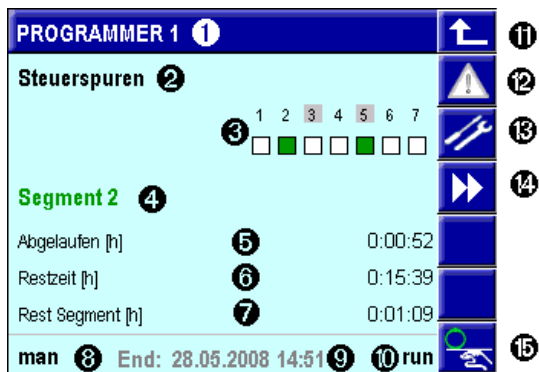 PROGRAMMER 1 ❶ ⓫
Steuerspuren ❷ ⓬
1 2 3 4 5 6 7
❸ ⓭
Segment 2 ❹ ⓮
Abgelaufen [h] ❺ 0:00:52
Restzeit [h] ❻ 0:15:39
Rest Segment [h] ❼ 0:01:09
man ❽ End: 28.05.2008 14:51 ❾ ❿ run ⓯